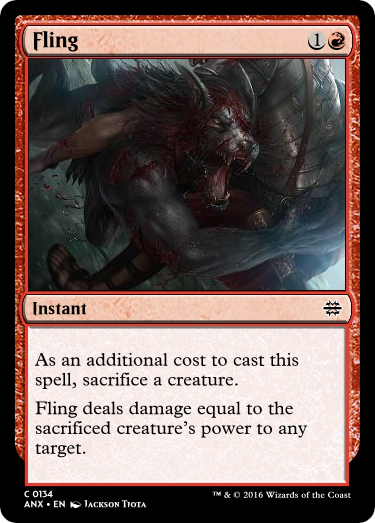 Fling 1
Instant
As an additional cost to cast this
spell, sacrifice a creature.
Fling deals damage equal to the
sacrificed creature's power to any
target.
C 0134
ANX • EN Jackson Tjota ™ & © 2016 Wizards of the Coast